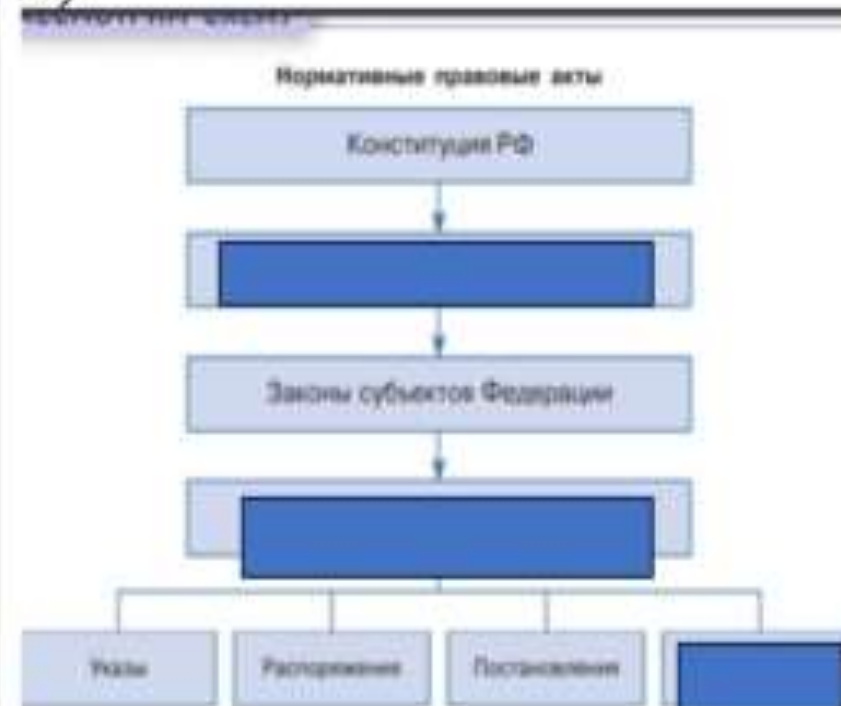 Нормативные правовые акты
Конституция РФ
Законы субъектов Федерации
Указы
Распоряжения
Постановления